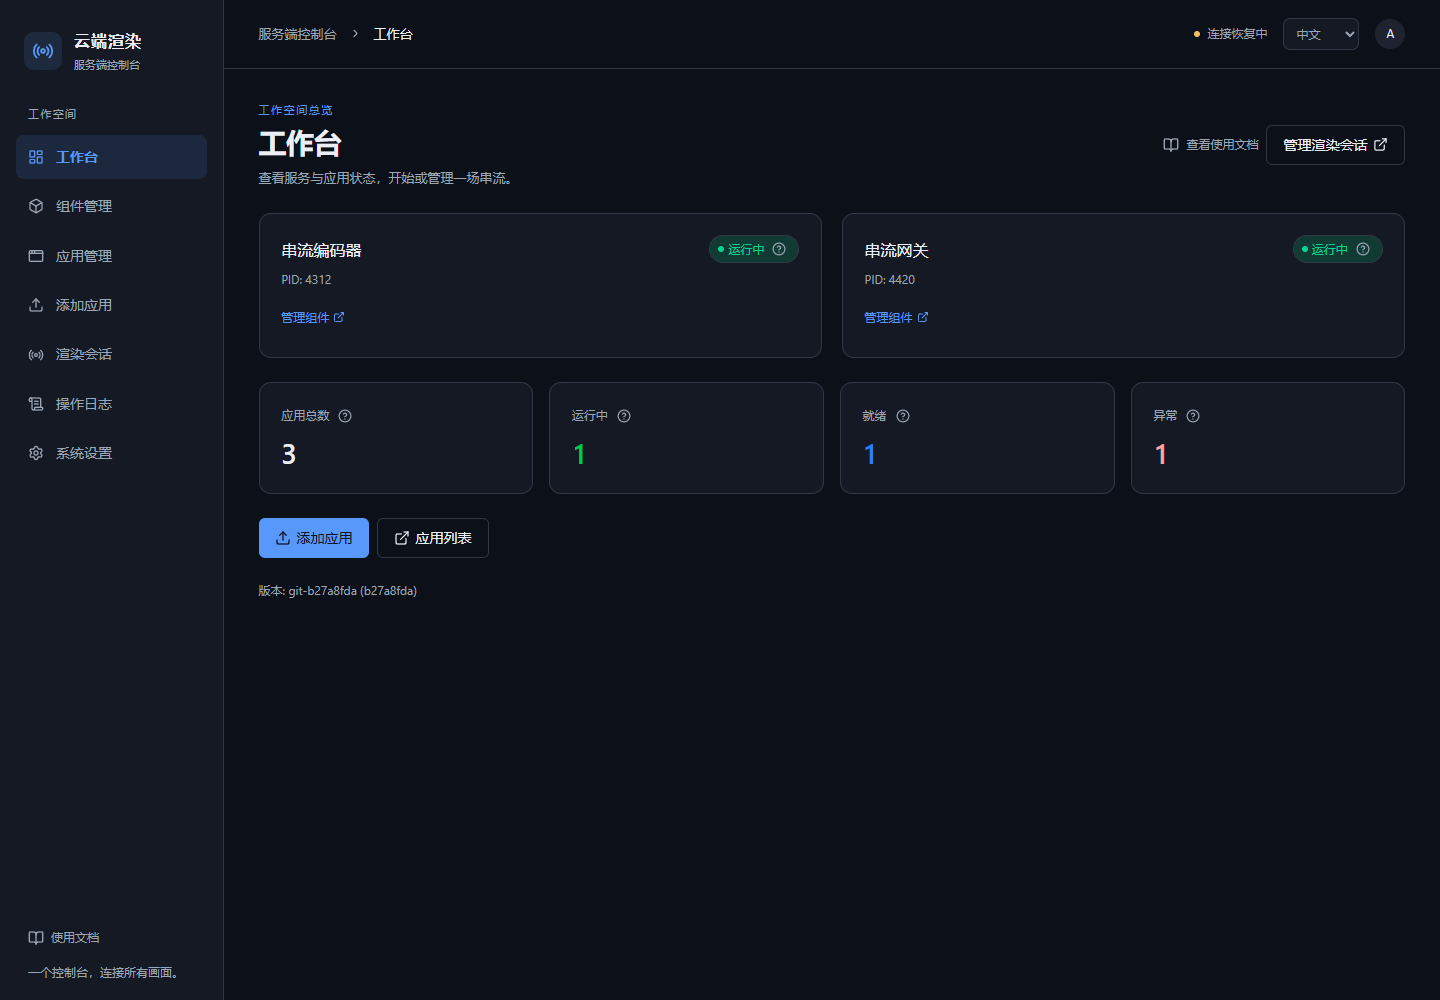 云端渲染
服务端控制台
工作空间
工作台
组件管理
应用管理
添加应用
渲染会话
操作日志
系统设置
使用文档
一个控制台，连接所有画面。
服务端控制台 > 工作台
连接恢复中
中文
A
工作空间总览
工作台
查看服务与应用状态，开始或管理一场串流。
查看使用文档
管理渲染会话
串流编码器
运行中
PID: 4312
管理组件
串流网关
运行中
PID: 4420
管理组件
应用总数
3
运行中
1
就绪
1
异常
1
添加应用
应用列表
版本: git-b27a8fda (b27a8fda)